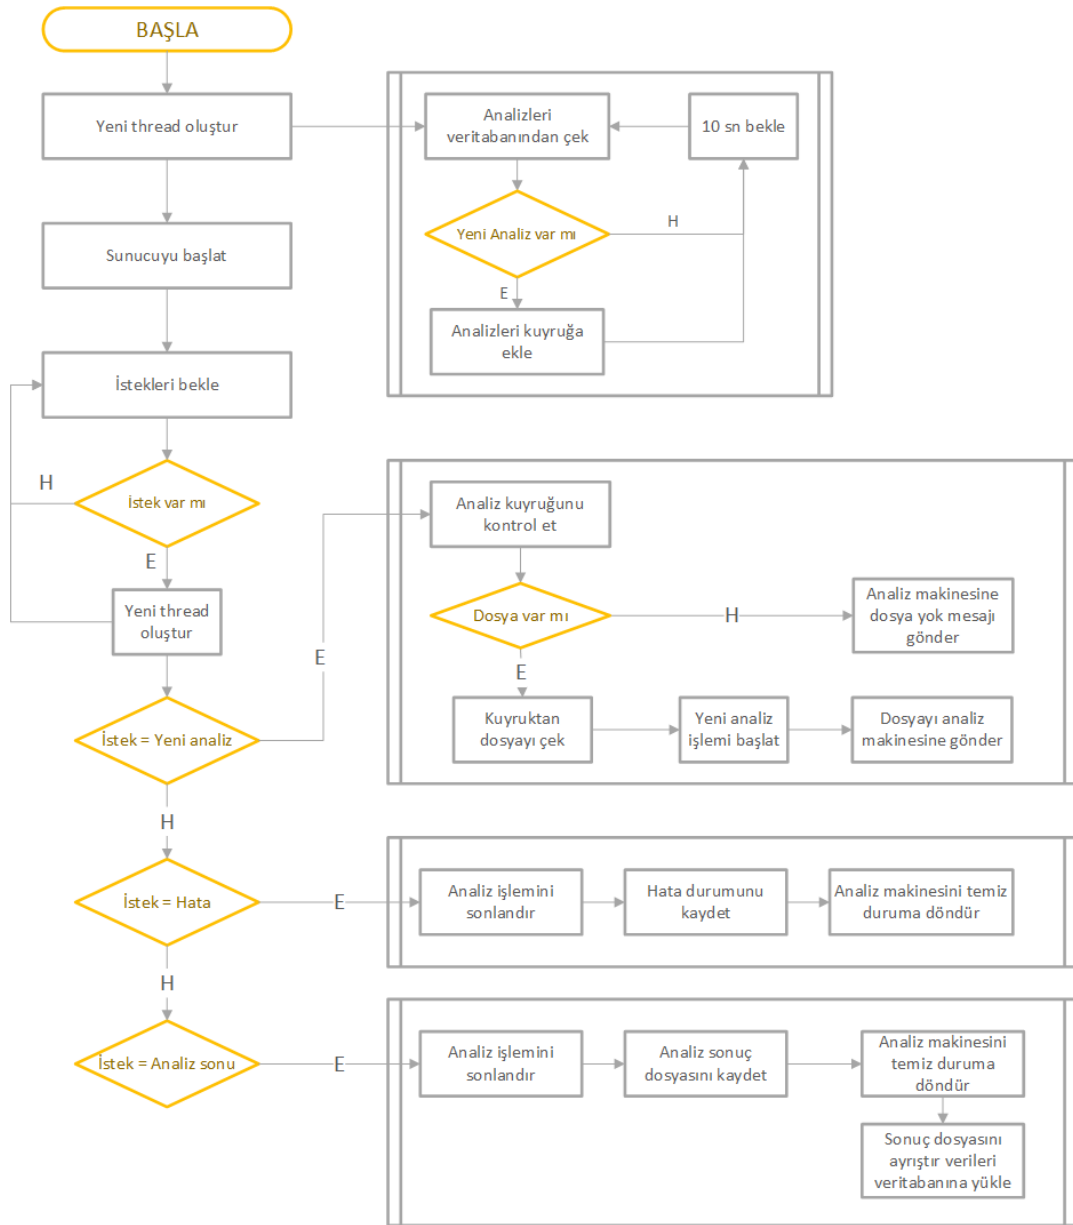 BAŞLA
Yeni thread oluştur
Analizleri
veritabanından çek
10 sn bekle
Yeni Analiz var mı
H
Sunucuyu başlat
E
Analizleri kuyruğa
ekle
İstekleri bekle
H
İstek var mı
E
Yeni thread
oluştur
Analiz kuyruğunu
kontrol et
Dosya var mı
H
Analiz makinesine
dosya yok mesajı
gönder
E
E
İstek = Yeni analiz
Kuyruktan
dosyayı çek
Yeni analiz
işlemi başlat
Dosyayı analiz
makinesine gönder
H
İstek = Hata
E
Analiz işlemini
sonlandır
Hata durumunu
kaydet
Analiz makinesini temiz
duruma döndür
H
İstek = Analiz sonu
E
Analiz işlemini
sonlandır
Analiz sonuç
dosyasını kaydet
Analiz makinesini
temiz duruma
döndür
Sonuç dosyasını
ayrıştır verileri
veritabanına yükle